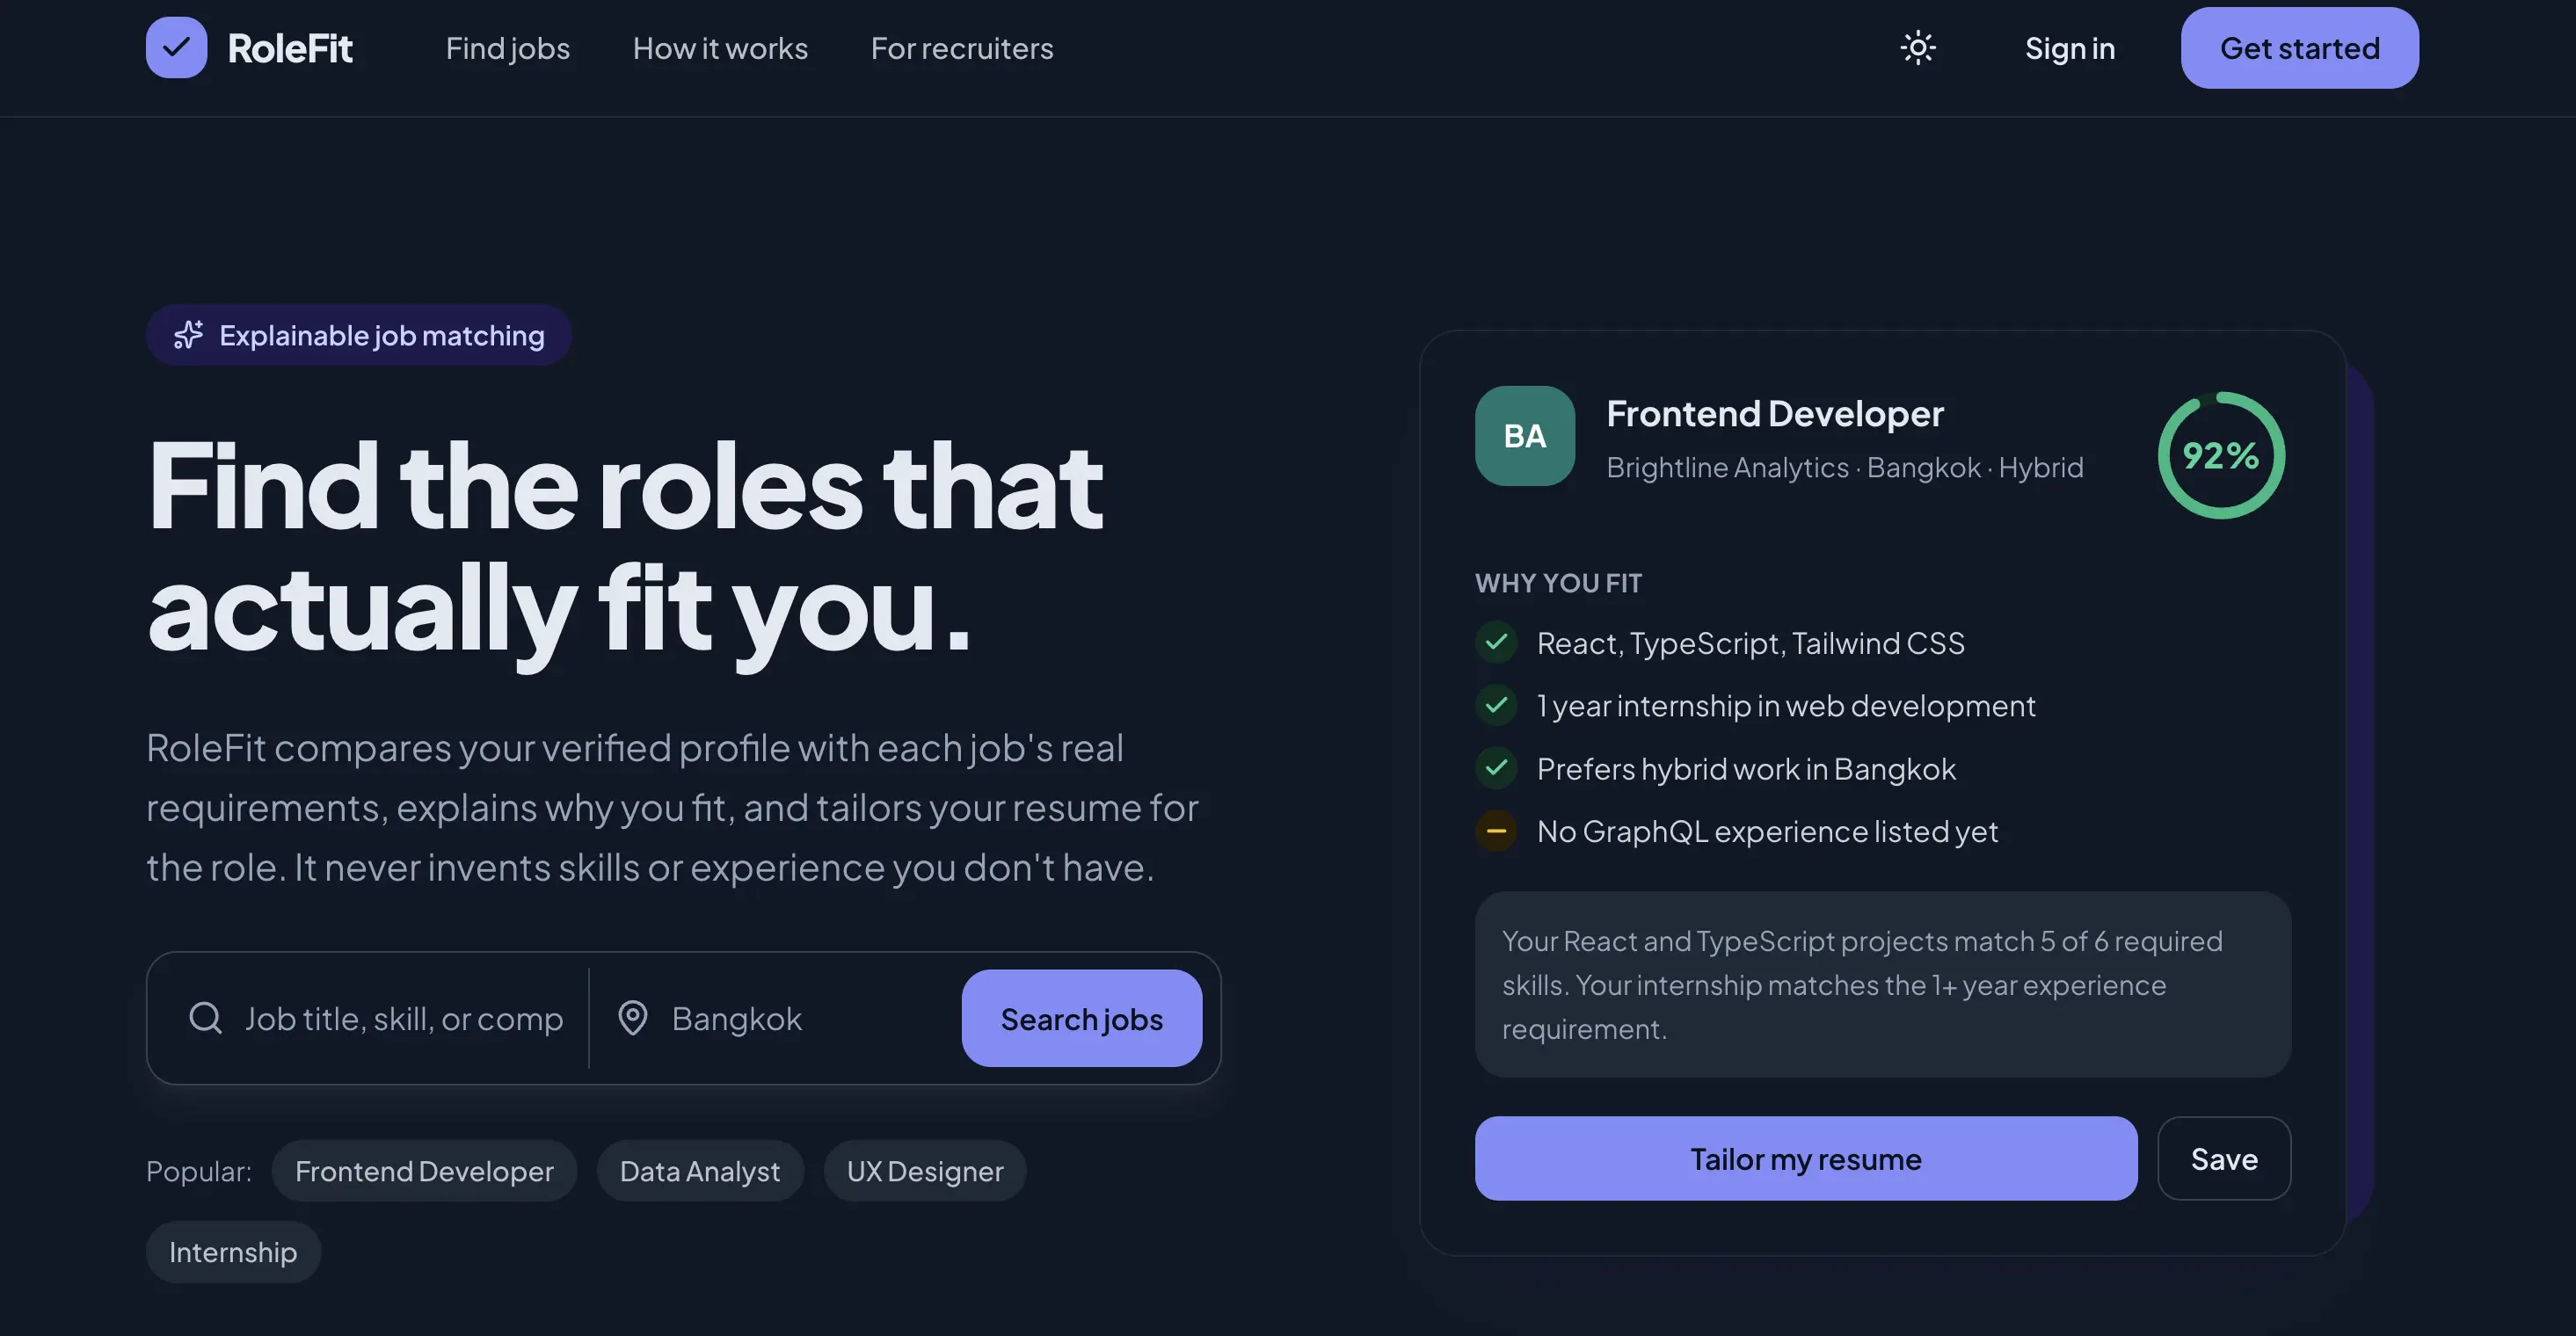 RoleFit
Find jobs
How it works
For recruiters
Sign in
Get started
Explainable job matching
Find the roles that
actually fit you.
RoleFit compares your verified profile with each job's real
requirements, explains why you fit, and tailors your resume for
the role. It never invents skills or experience you don't have.
Job title, skill, or comp
Bangkok
Search jobs
Popular:
Frontend Developer
Data Analyst
UX Designer
Internship
BA
Frontend Developer
Brightline Analytics · Bangkok · Hybrid
92%
WHY YOU FIT
React, TypeScript, Tailwind CSS
1 year internship in web development
Prefers hybrid work in Bangkok
No GraphQL experience listed yet
Your React and TypeScript projects match 5 of 6 required
skills. Your internship matches the 1+ year experience
requirement.
Tailor my resume
Save